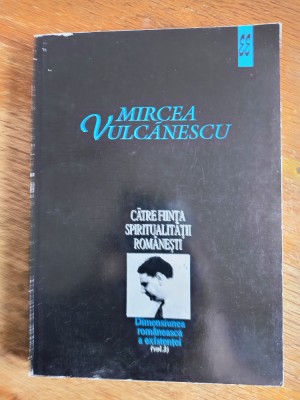 MIRCEA
VULCĂNESCU
CĂTRE FIINȚA
SPIRITUALITĂȚII
ROMÂNEȘTI
Dimensiunea
românească
a existenței
(vol.3)